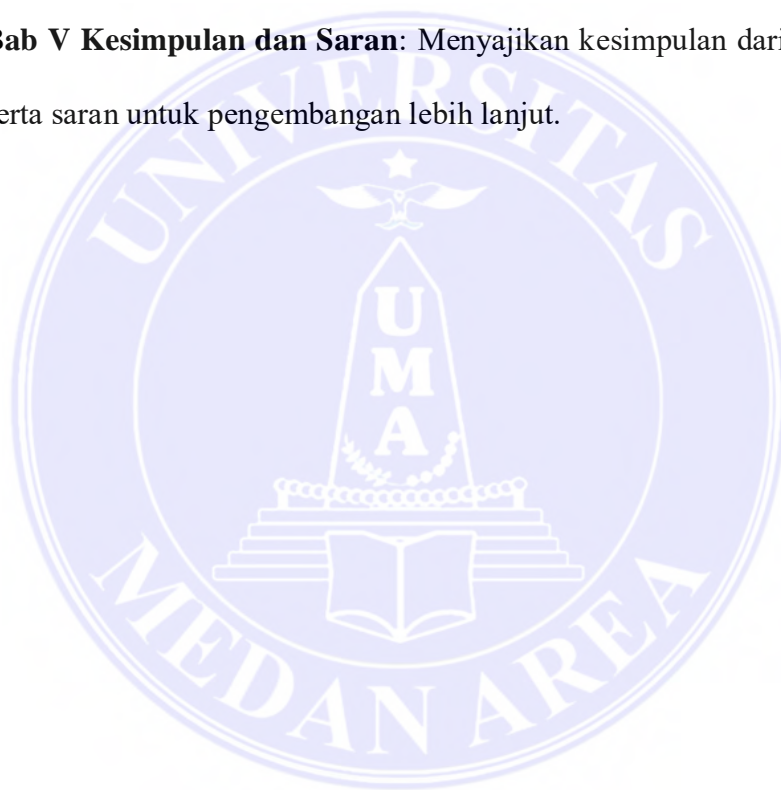 Bab V Kesimpulan dan Saran: Menyajikan kesimpulan dari
erta saran untuk pengembangan lebih lanjut.
UNIVERSITAS
U
M
A
MEDAN AREA